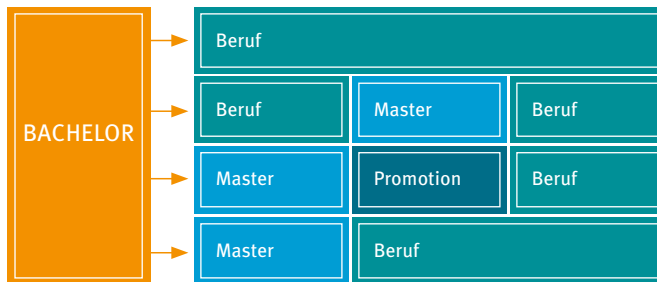 BACHELOR
Beruf
Beruf Master Beruf
Master Promotion Beruf
Master Beruf